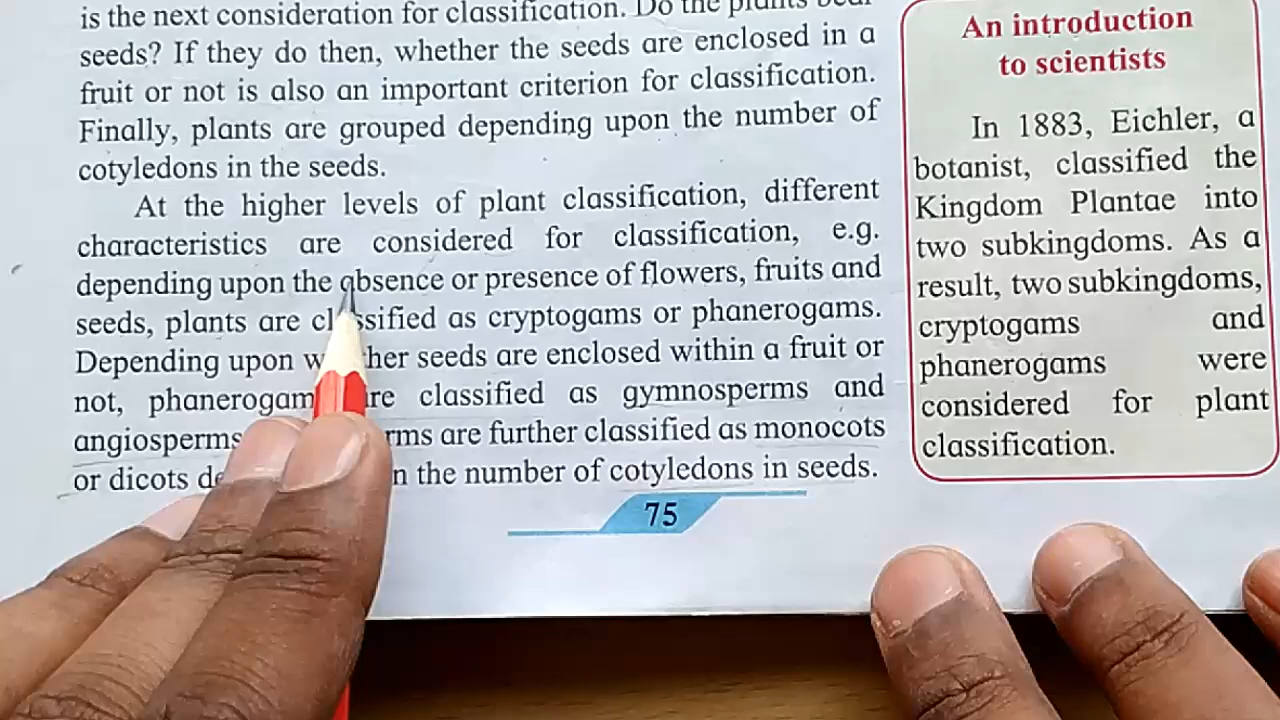 is the next consideration for classification. Do the plants bear
seeds? If they do then, whether the seeds are enclosed in a
fruit or not is also an important criterion for classification.
Finally, plants are grouped depending upon the number of
cotyledons in the seeds.
At the higher levels of plant classification, different
characteristics are considered for classification, e.g.
depending upon the absence or presence of flowers, fruits and
seeds, plants are classified as cryptogams or phanerogams.
Depending upon whether seeds are enclosed within a fruit or
not, phanerogam are classified as gymnosperms and
angiosperms are further classified as monocots
or dicots the number of cotyledons in seeds.
75
An introduction
to scientists
In 1883, Eichler, a
botanist, classified the
Kingdom Plantae into
two subkingdoms. As a
result, two subkingdoms,
cryptogams and
phanerogams were
considered for plant
classification.